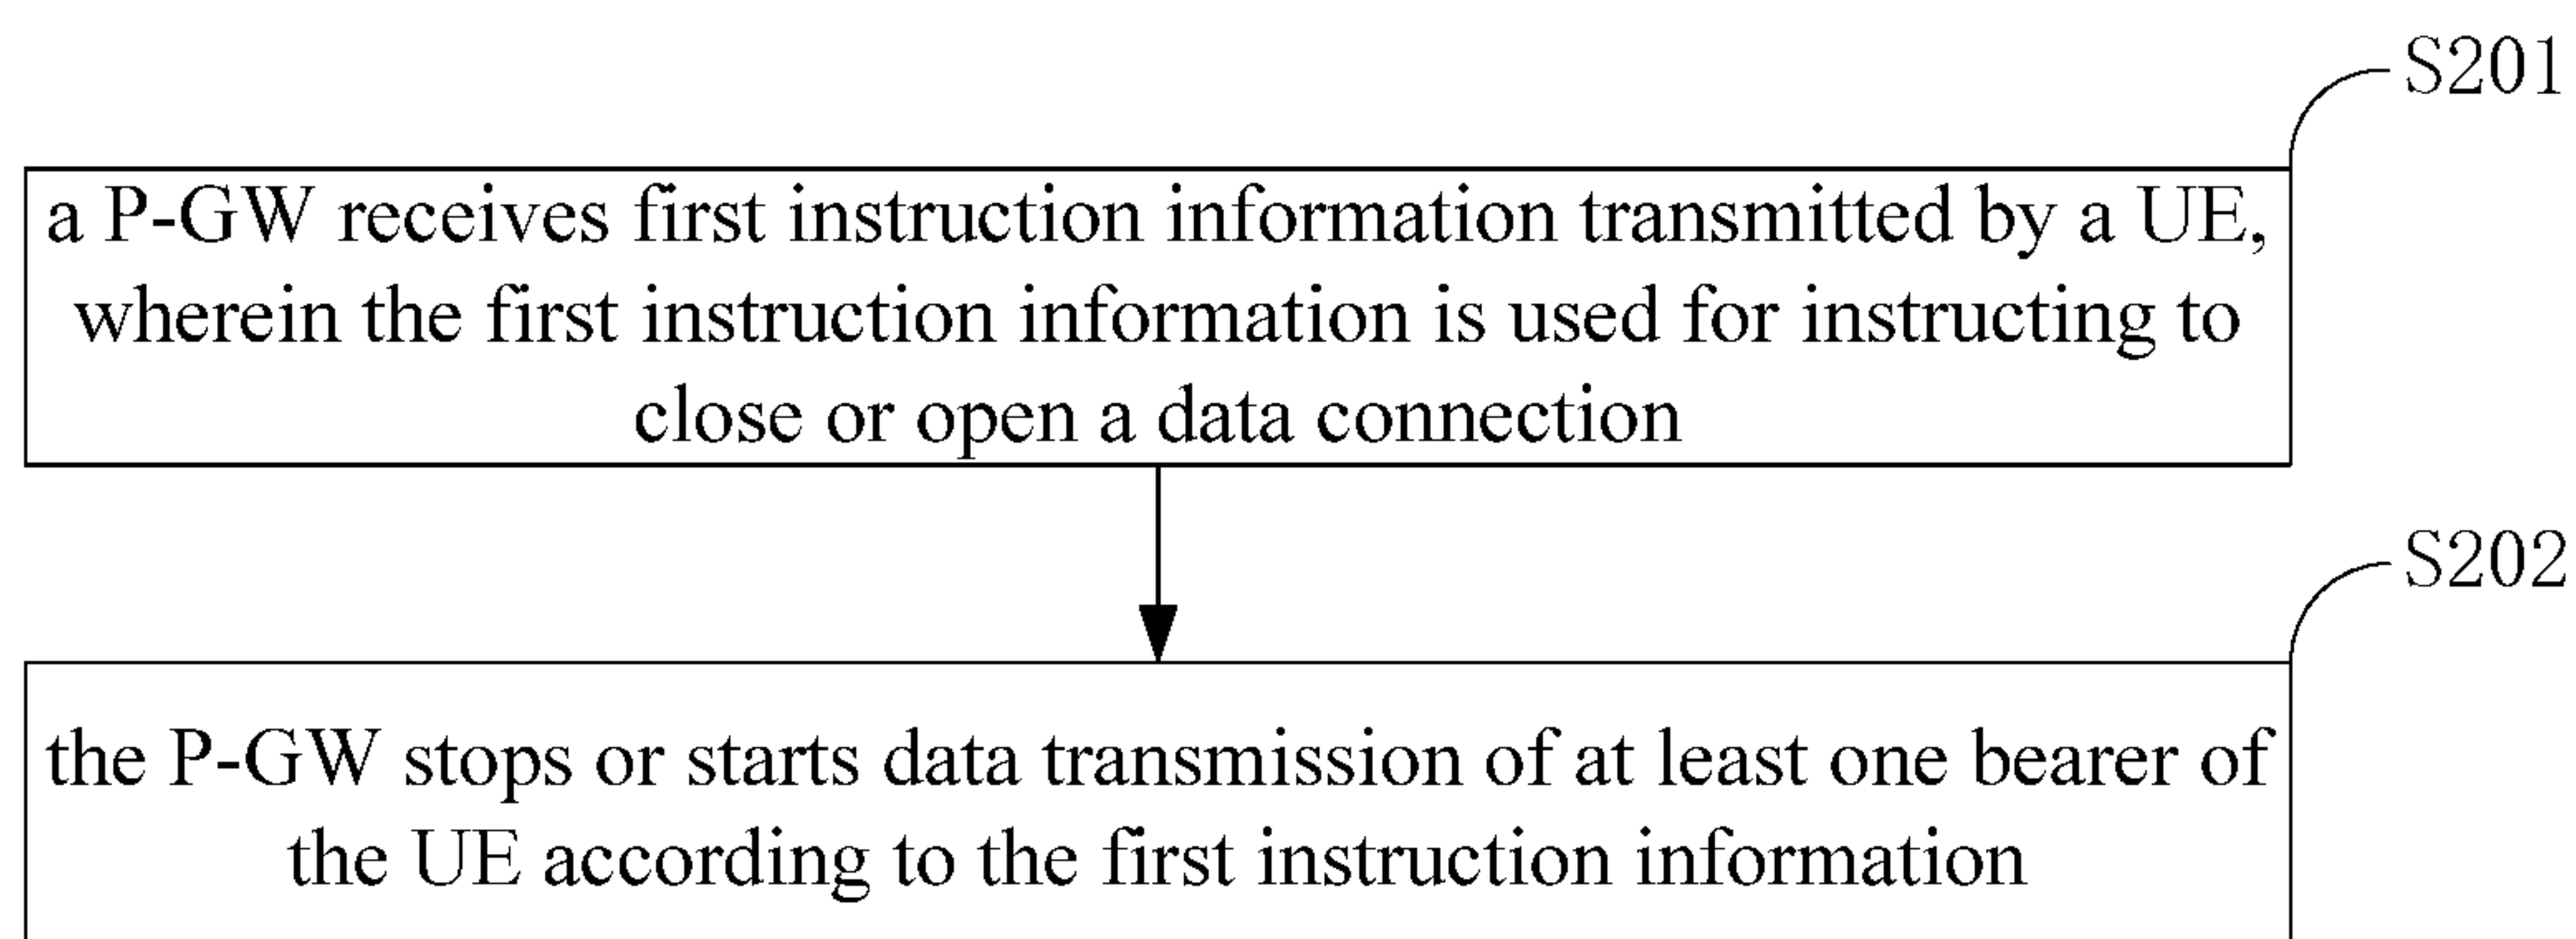 S201
a P-GW receives first instruction information transmitted by a UE,
wherein the first instruction information is used for instructing to
close or open a data connection
S202
the P-GW stops or starts data transmission of at least one bearer of
the UE according to the first instruction information